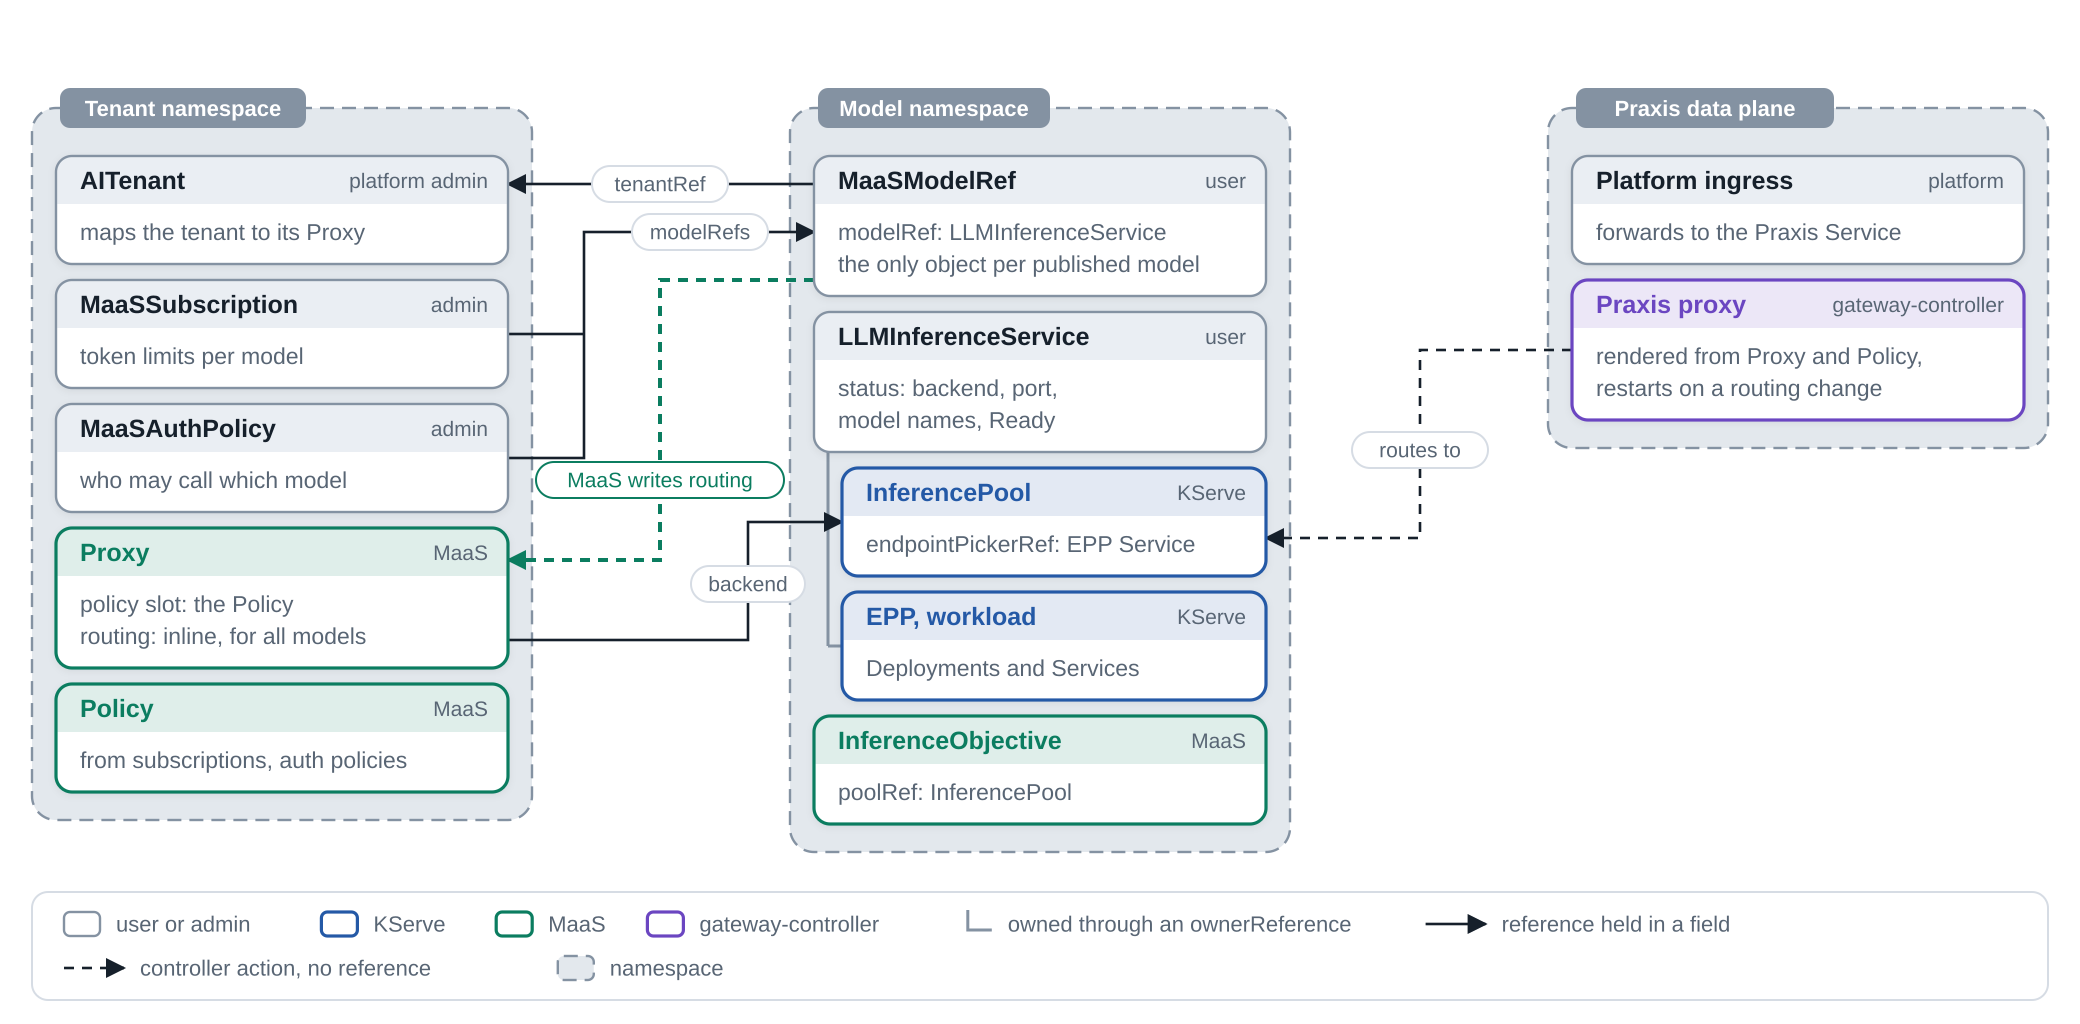 Tenant namespace
AITenant
platform admin
maps the tenant to its Proxy
MaaSSubscription
admin
token limits per model
MaaSAuthPolicy
admin
who may call which model
Proxy
MaaS
policy slot: the Policy
routing: inline, for all models
Policy
MaaS
from subscriptions, auth policies
tenantRef
modelRefs
MaaS writes routing
backend
Model namespace
MaaSModelRef
user
modelRef: LLMInferenceService
the only object per published model
LLMInferenceService
user
status: backend, port,
model names, Ready
InferencePool
KServe
endpointPickerRef: EPP Service
EPP, workload
KServe
Deployments and Services
InferenceObjective
MaaS
poolRef: InferencePool
routes to
Praxis data plane
Platform ingress
platform
forwards to the Praxis Service
Praxis proxy
gateway-controller
rendered from Proxy and Policy,
restarts on a routing change
user or admin
KServe
MaaS
gateway-controller
owned through an ownerReference
reference held in a field
controller action, no reference
namespace